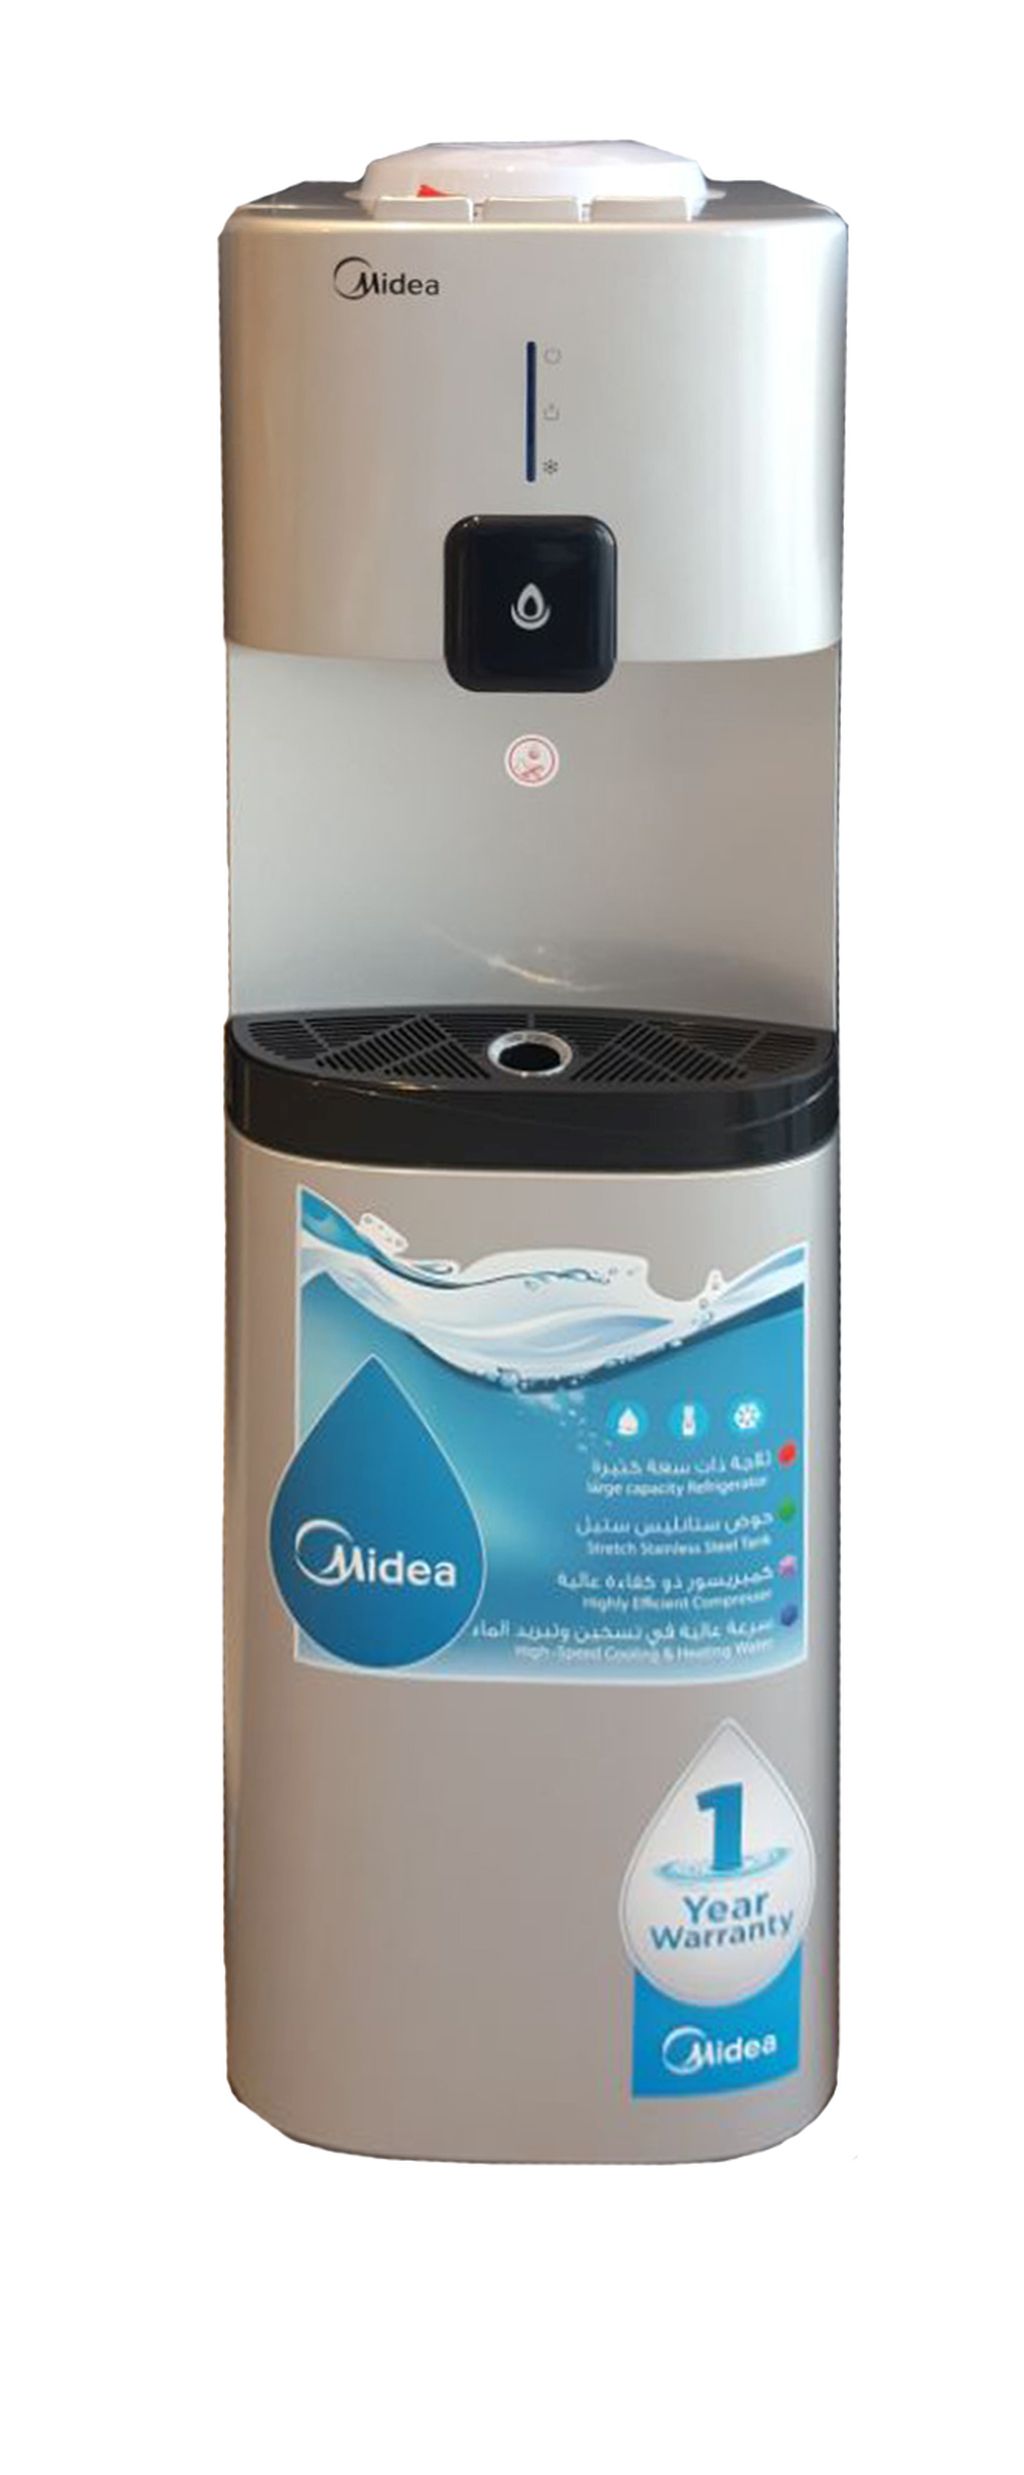 Midea
ثلاجة ذات سعة كبيرة
large capacity Refrigerator
حوض ستانليس ستيل
Stretch Stainless Steel Tank
كمبريسور ذو كفاءة عالية
Highly Efficient Compressor
سرعة عالية في تسخين وتبريد الماء
High-Speed Cooling & Heating Water
Midea
1
Year
Warranty
Midea